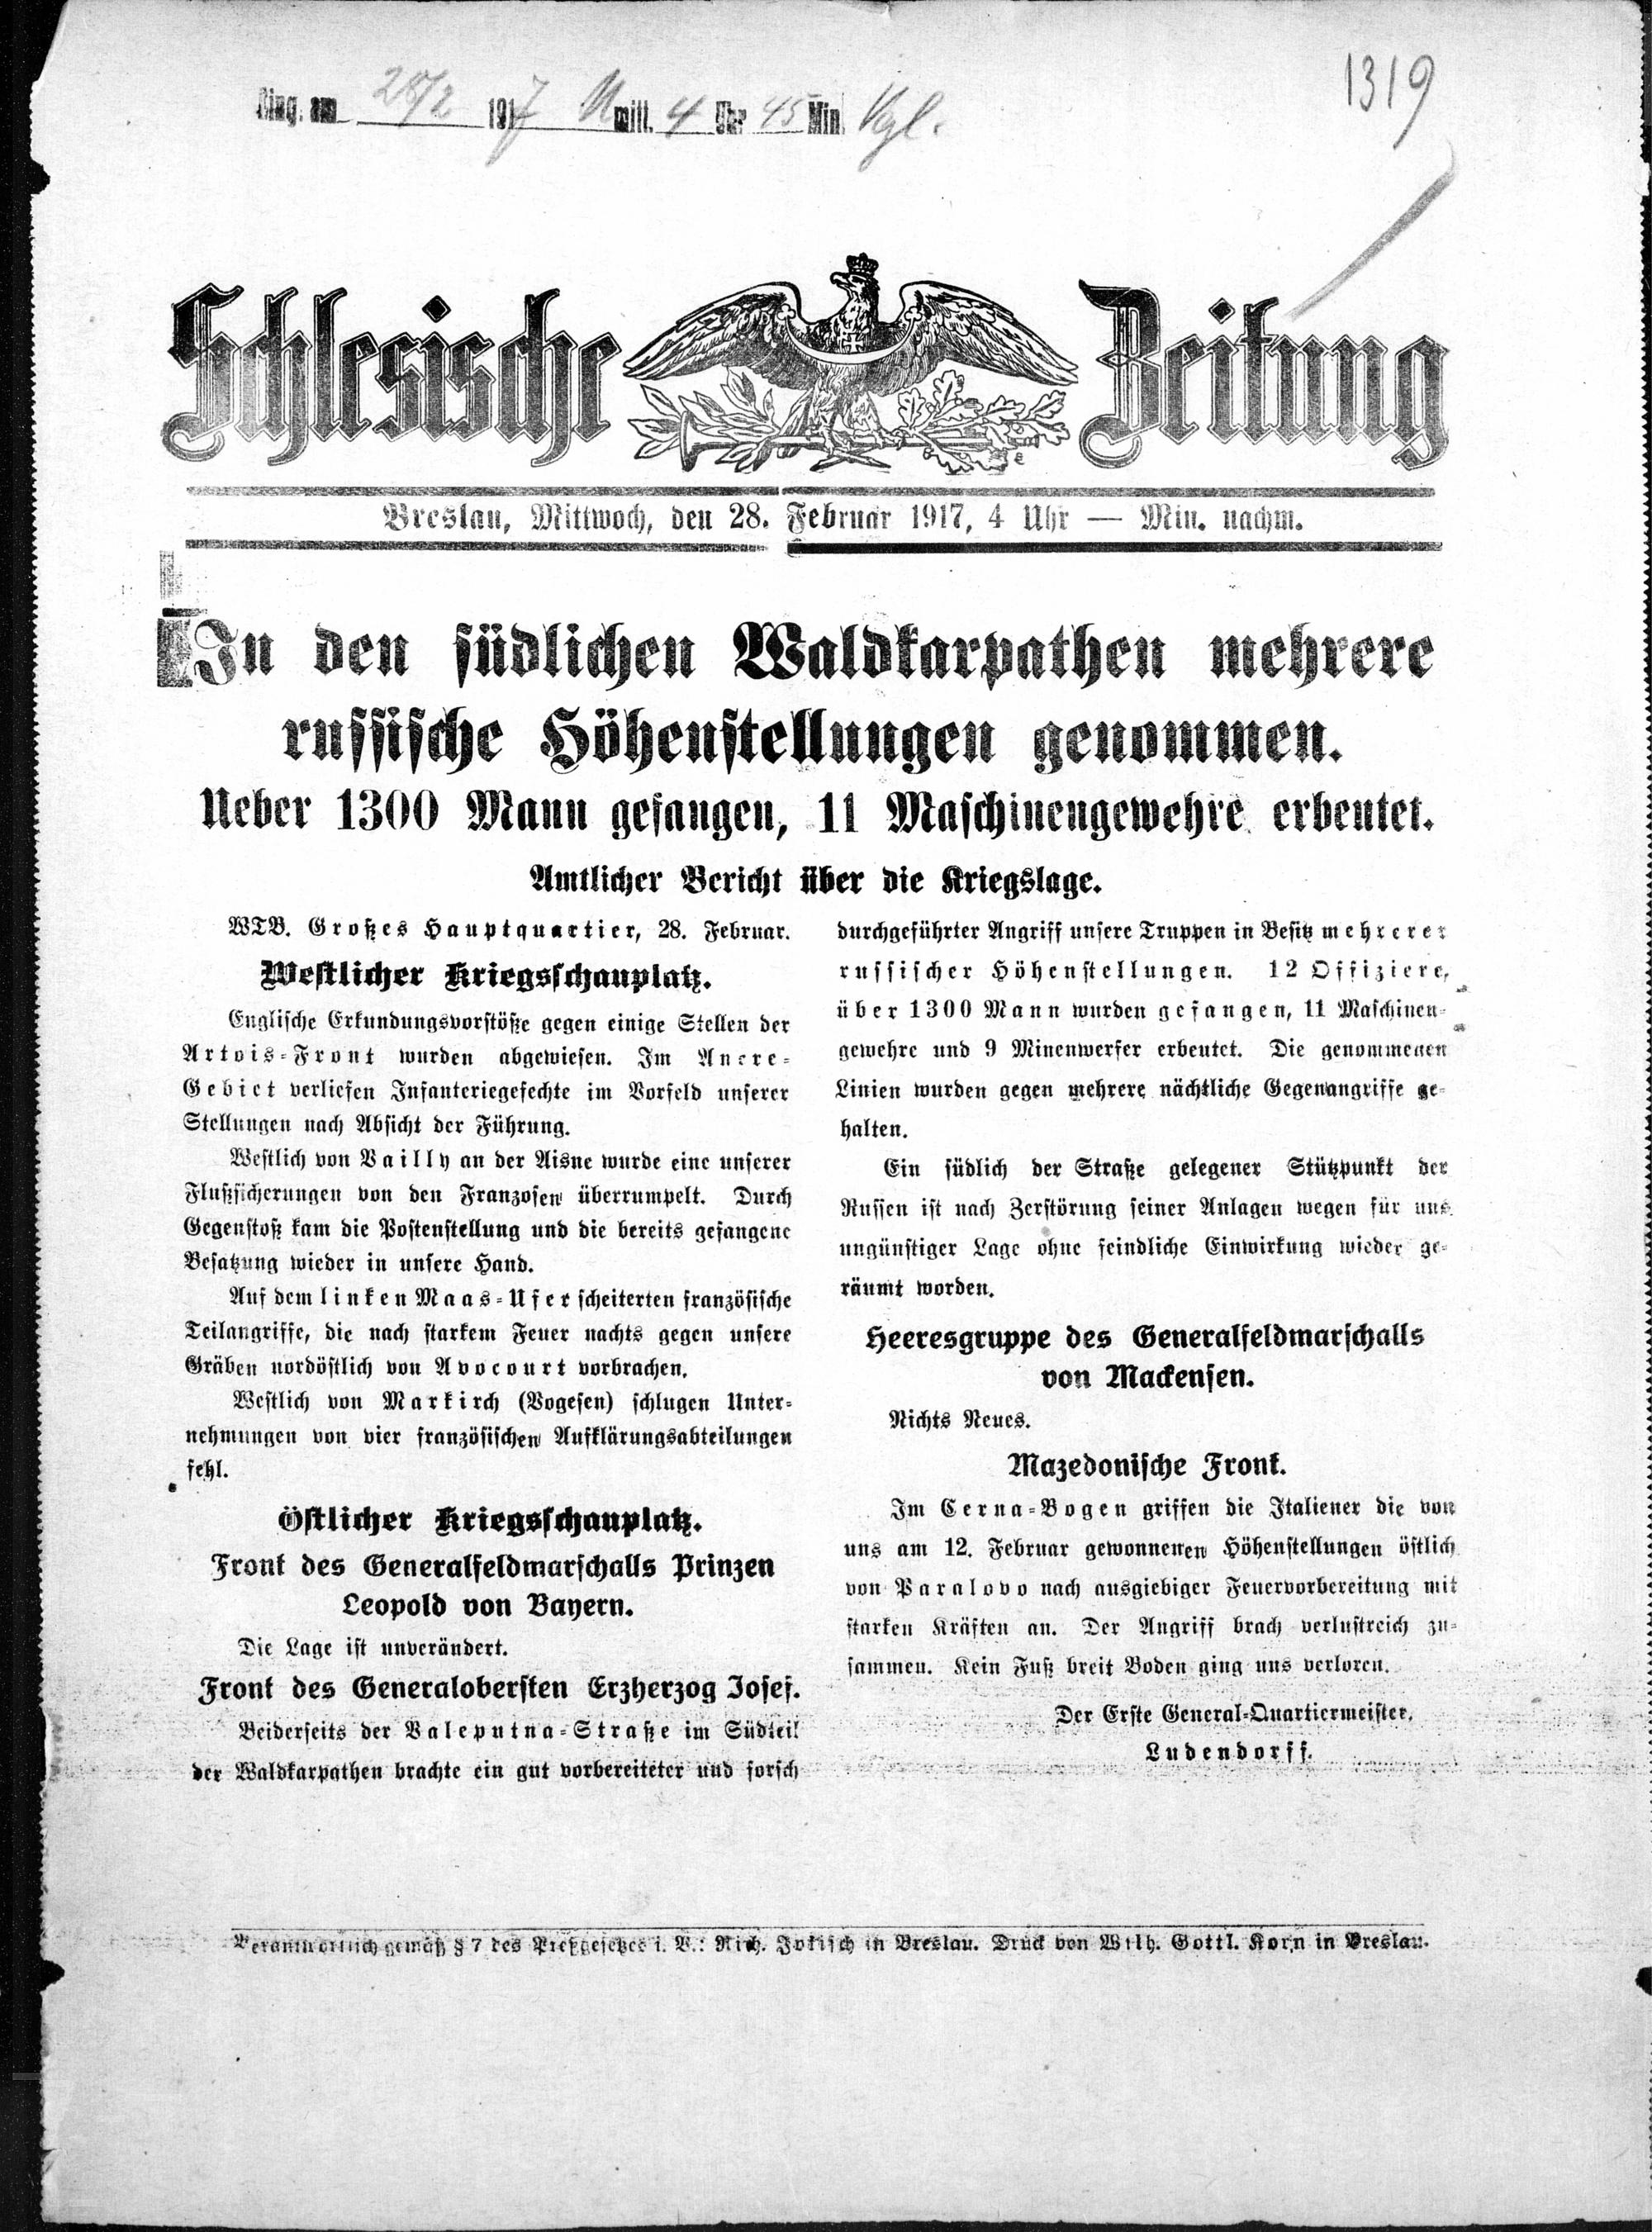 Eing. am 28/2 1917 Nmitt. 4 Uhr 45 Min.
1319
Schlesische Zeitung
Breslau, Mittwoch, den 28. Februar 1917, 4 Uhr — Min. nachm.
In den südlichen Waldkarpathen mehrere
russische Höhenstellungen genommen.
Ueber 1300 Mann gefangen, 11 Maschinengewehre erbeutet.
Amtlicher Bericht über die Kriegslage.
WTB. Großes Hauptquartier, 28. Februar.
Westlicher Kriegsschauplatz.
Englische Erkundungsvorstöße gegen einige Stellen der
Artois-Front wurden abgewiesen. Im Ancre-
Gebiet verliefen Infanteriegefechte im Vorfeld unserer
Stellungen nach Absicht der Führung.
Westlich von Vailly an der Aisne wurde eine unserer
Flußsicherungen von den Franzosen überrumpelt. Durch
Gegenstoß kam die Postenstellung und die bereits gefangene
Besatzung wieder in unsere Hand.
Auf dem linken Maas-Ufer scheiterten französische
Teilangriffe, die nach starkem Feuer nachts gegen unsere
Gräben nordöstlich von Avocourt vorbrachen.
Westlich von Markirch (Vogesen) schlugen Unter-
nehmungen von vier französischen Aufklärungsabteilungen
fehl.
Östlicher Kriegsschauplatz.
Front des Generalfeldmarschalls Prinzen
Leopold von Bayern.
Die Lage ist unverändert.
Front des Generalobersten Erzherzog Josef.
Beiderseits der Valeputna-Straße im Südteil
der Waldkarpathen brachte ein gut vorbereiteter und forsch
durchgeführter Angriff unsere Truppen in Besitz mehrerer
russischer Höhenstellungen. 12 Offiziere,
über 1300 Mann wurden gefangen, 11 Maschinen-
gewehre und 9 Minenwerfer erbeutet. Die genommenen
Linien wurden gegen mehrere nächtliche Gegenangriffe ge-
halten.
Ein südlich der Straße gelegener Stützpunkt der
Russen ist nach Zerstörung seiner Anlagen wegen für uns
ungünstiger Lage ohne feindliche Einwirkung wieder ge-
räumt worden.
Heeresgruppe des Generalfeldmarschalls
von Mackensen.
Nichts Neues.
Mazedonische Front.
Im Cerna-Bogen griffen die Italiener die von
uns am 12. Februar gewonnenen Höhenstellungen östlich
von Paralovo nach ausgiebiger Feuervorbereitung mit
starken Kräften an. Der Angriff brach verlustreich zu-
sammen. Kein Fuß breit Boden ging uns verloren.
Der Erste General-Quartiermeister.
Ludendorff.
Verantwortlich gemäß § 7 des Preßgesetzes i. V.: Rich. Jokisch in Breslau. Druck von Wilh. Gottl. Korn in Breslau.